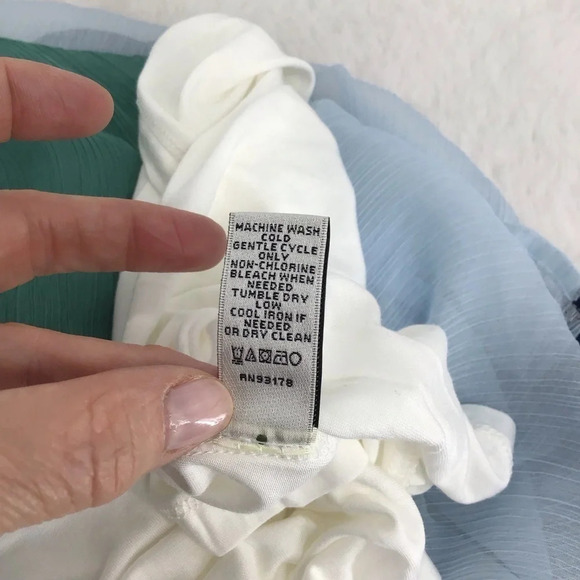 MACHINE WASH
COLD
GENTLE CYCLE
ONLY
NON-CHLORINE
BLEACH WHEN
NEEDED
TUMBLE DRY
LOW
COOL IRON IF
NEEDED
OR DRY CLEAN
RN93178